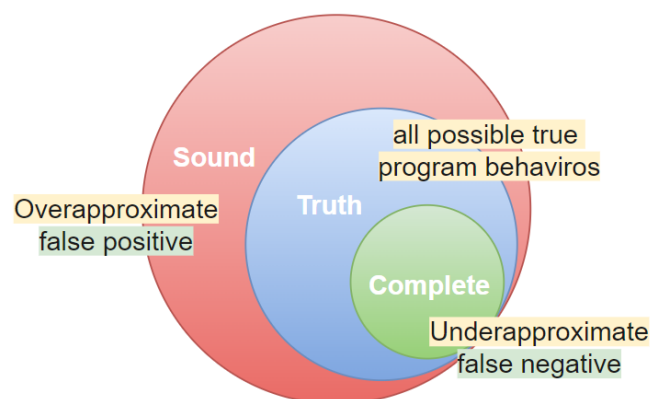 all possible true
program behaviros
Sound
Truth
Overapproximate
false positive
Complete
Underapproximate
false negative